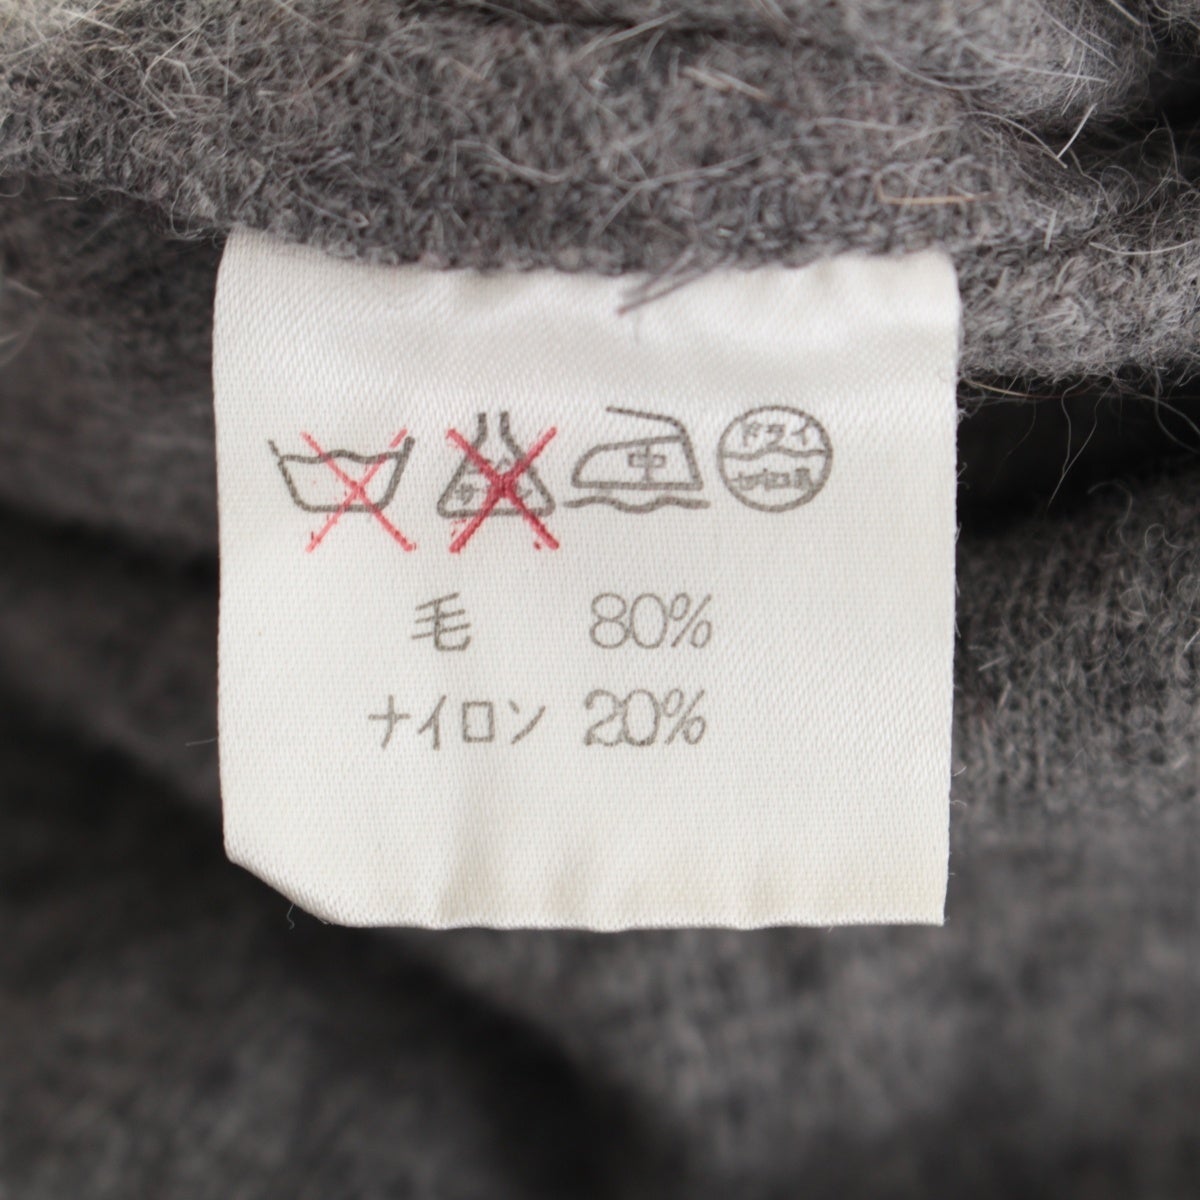 中 ドライ
毛 80%
ナイロン 20%